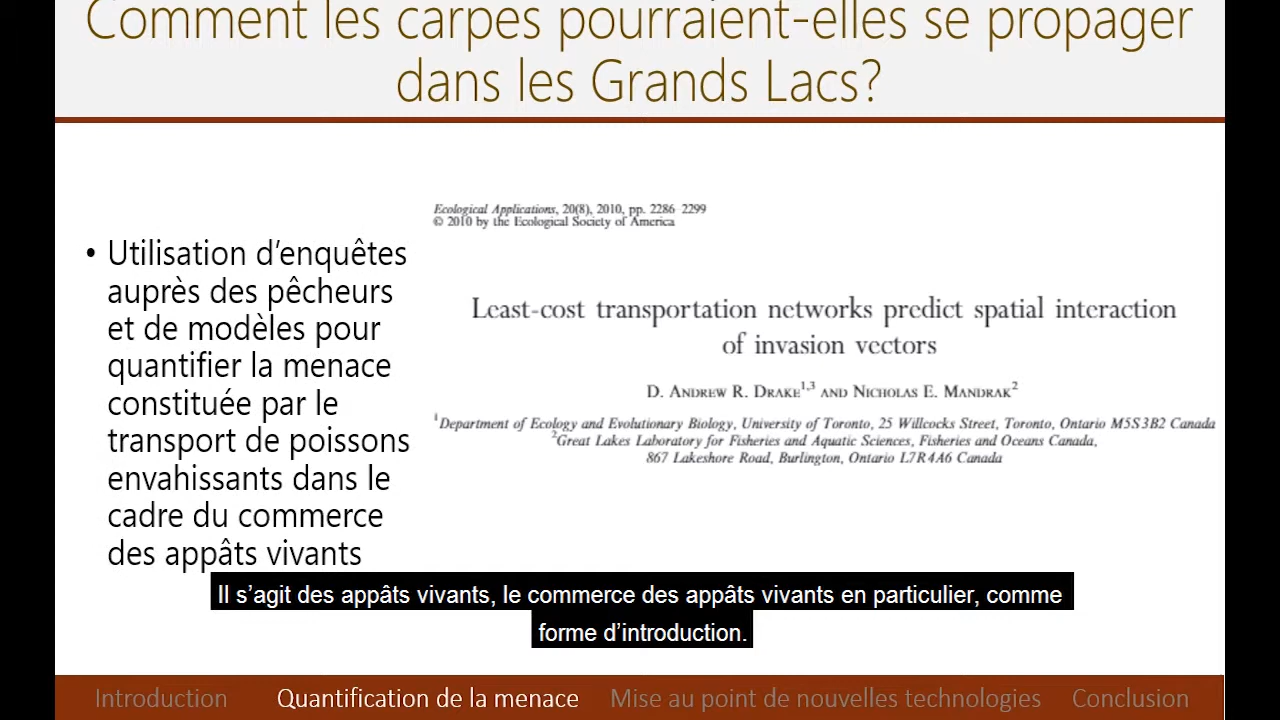 Comment les carpes pourraient-elles se propager
dans les Grands Lacs?
Ecological Applications, 20(8), 2010, pp. 2286 2299
© 2010 by the Ecological Society of America
• Utilisation d’enquêtes
auprès des pêcheurs
et de modèles pour
quantifier la menace
constituée par le
transport de poissons
envahissants dans le
cadre du commerce
des appâts vivants
Least-cost transportation networks predict spatial interaction
of invasion vectors
D. Andrew R. Drake1,3 and Nicholas E. Mandrak2
1Department of Ecology and Evolutionary Biology, University of Toronto, 25 Willcocks Street, Toronto, Ontario M5S3B2 Canada
2Great Lakes Laboratory for Fisheries and Aquatic Sciences, Fisheries and Oceans Canada,
867 Lakeshore Road, Burlington, Ontario L7R4A6 Canada
Il s’agit des appâts vivants, le commerce des appâts vivants en particulier, comme
forme d’introduction.
Introduction Quantification de la menace Mise au point de nouvelles technologies Conclusion